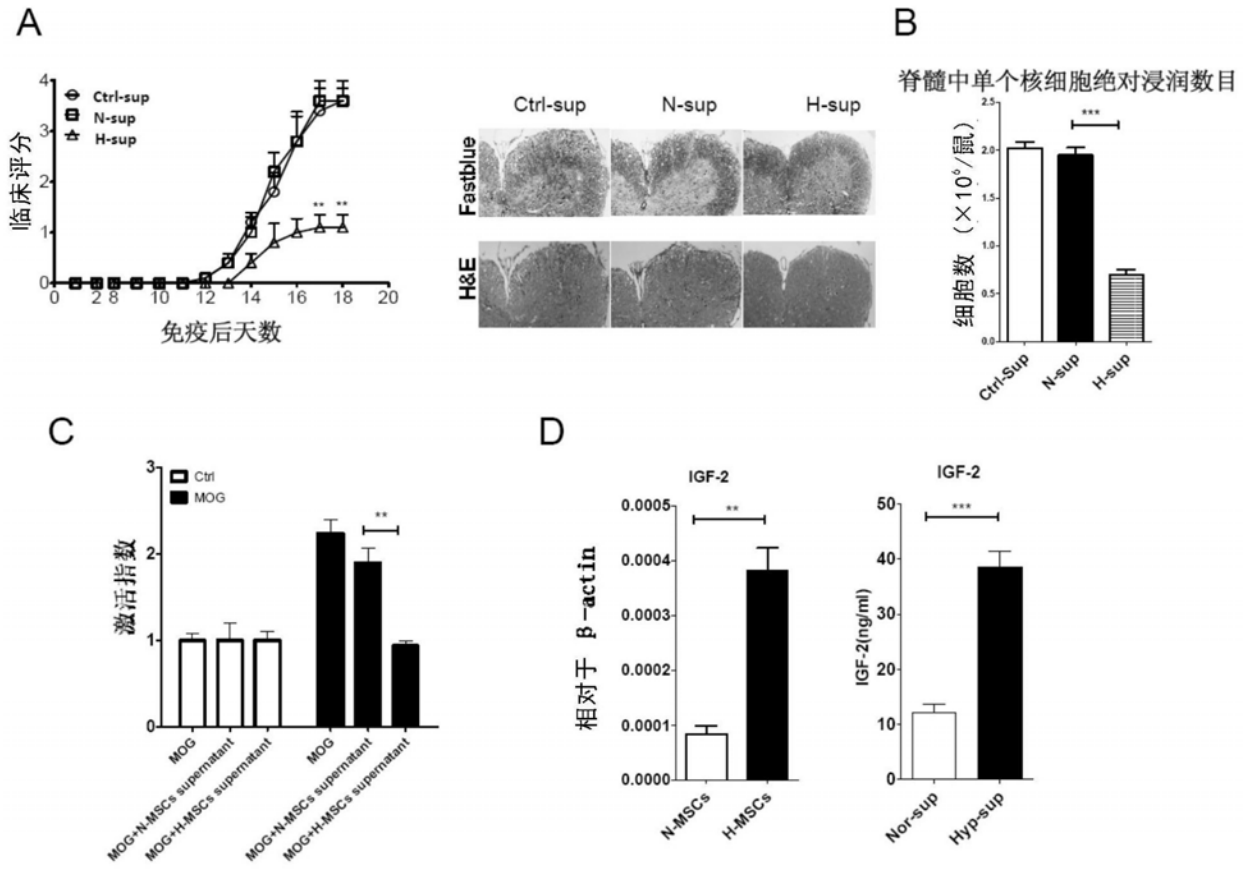 A
4
3
2
1
0
临床评分
Ctrl-sup
N-sup
H-sup
** **
0 2 8 10 12 14 16 18 20
免疫后天数
Ctrl-sup N-sup H-sup
Fastblue
H&E
B
脊髓中单个核细胞绝对浸润数目
细胞数（×10⁶/鼠）
2.5
2.0
1.5
1.0
0.5
0.0
***
Ctrl-Sup
N-sup
H-sup
C
激活指数
3
2
1
0
Ctrl
MOG
**
MOG
MOG+N-MSCs supernatant
MOG+H-MSCs supernatant
MOG
MOG+N-MSCs supernatant
MOG+H-MSCs supernatant
D
IGF-2
相对于 β-actin
0.0005
0.0004
0.0003
0.0002
0.0001
0.0000
**
N-MSCs
H-MSCs
IGF-2
IGF-2(ng/ml)
50
40
30
20
10
0
***
Nor-sup
Hyp-sup